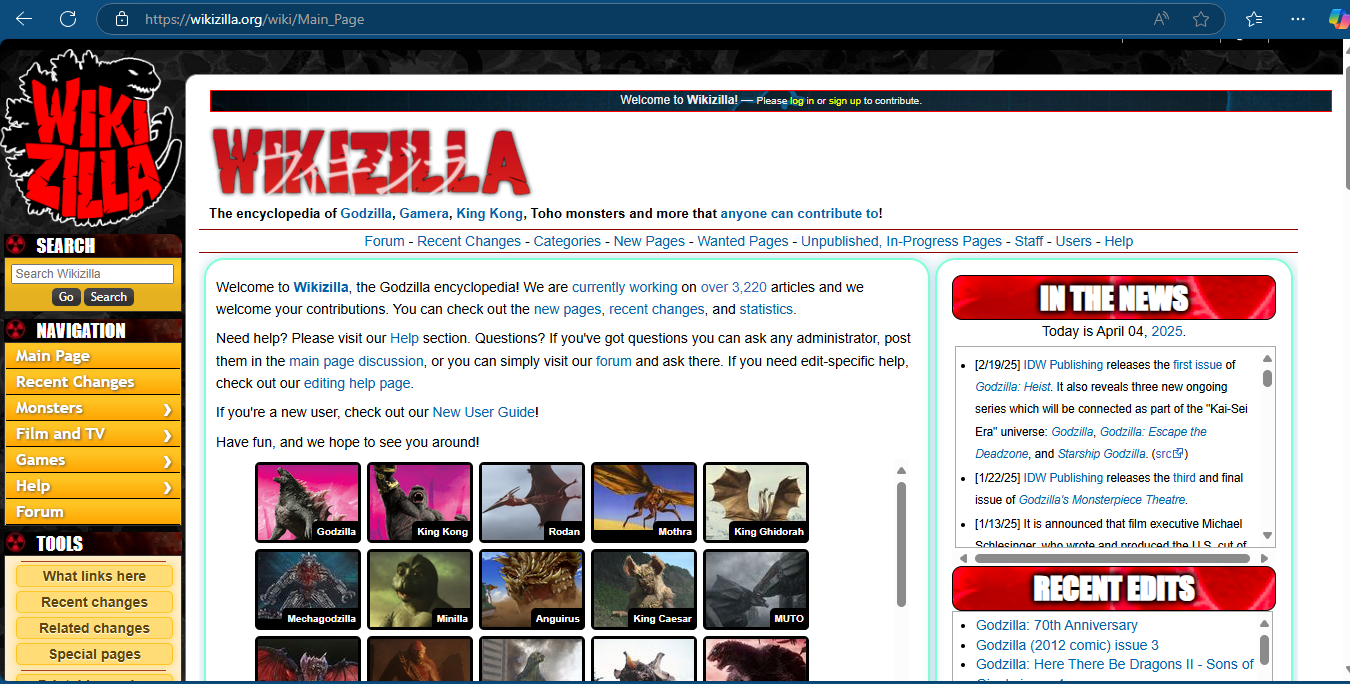 https://wikizilla.org/wiki/Main_Page
WIKI
ZILLA
SEARCH
Search Wikizilla
Go Search
NAVIGATION
Main Page
Recent Changes
Monsters
Film and TV
Games
Help
Forum
TOOLS
What links here
Recent changes
Related changes
Special pages
Welcome to Wikizilla! — Please log in or sign up to contribute.
WIKIZILLA
ウィキジラ
The encyclopedia of Godzilla, Gamera, King Kong, Toho monsters and more that anyone can contribute to!
Forum - Recent Changes - Categories - New Pages - Wanted Pages - Unpublished, In-Progress Pages - Staff - Users - Help
Welcome to Wikizilla, the Godzilla encyclopedia! We are currently working on over 3,220 articles and we
welcome your contributions. You can check out the new pages, recent changes, and statistics.
Need help? Please visit our Help section. Questions? If you've got questions you can ask any administrator, post
them in the main page discussion, or you can simply visit our forum and ask there. If you need edit-specific help,
check out our editing help page.
If you're a new user, check out our New User Guide!
Have fun, and we hope to see you around!
Godzilla King Kong Rodan Mothra King Ghidorah
Mechagodzilla Minilla Anguirus King Caesar MUTO
IN THE NEWS
Today is April 04, 2025.
[2/19/25] IDW Publishing releases the first issue of
Godzilla: Heist. It also reveals three new ongoing
series which will be connected as part of the "Kai-Sei
Era" universe: Godzilla, Godzilla: Escape the
Deadzone, and Starship Godzilla. (src)
[1/22/25] IDW Publishing releases the third and final
issue of Godzilla's Monsterpiece Theatre.
[1/13/25] It is announced that film executive Michael
Schlesinger, who wrote and produced the U.S. cut of
RECENT EDITS
Godzilla: 70th Anniversary
Godzilla (2012 comic) issue 3
Godzilla: Here There Be Dragons II - Sons of